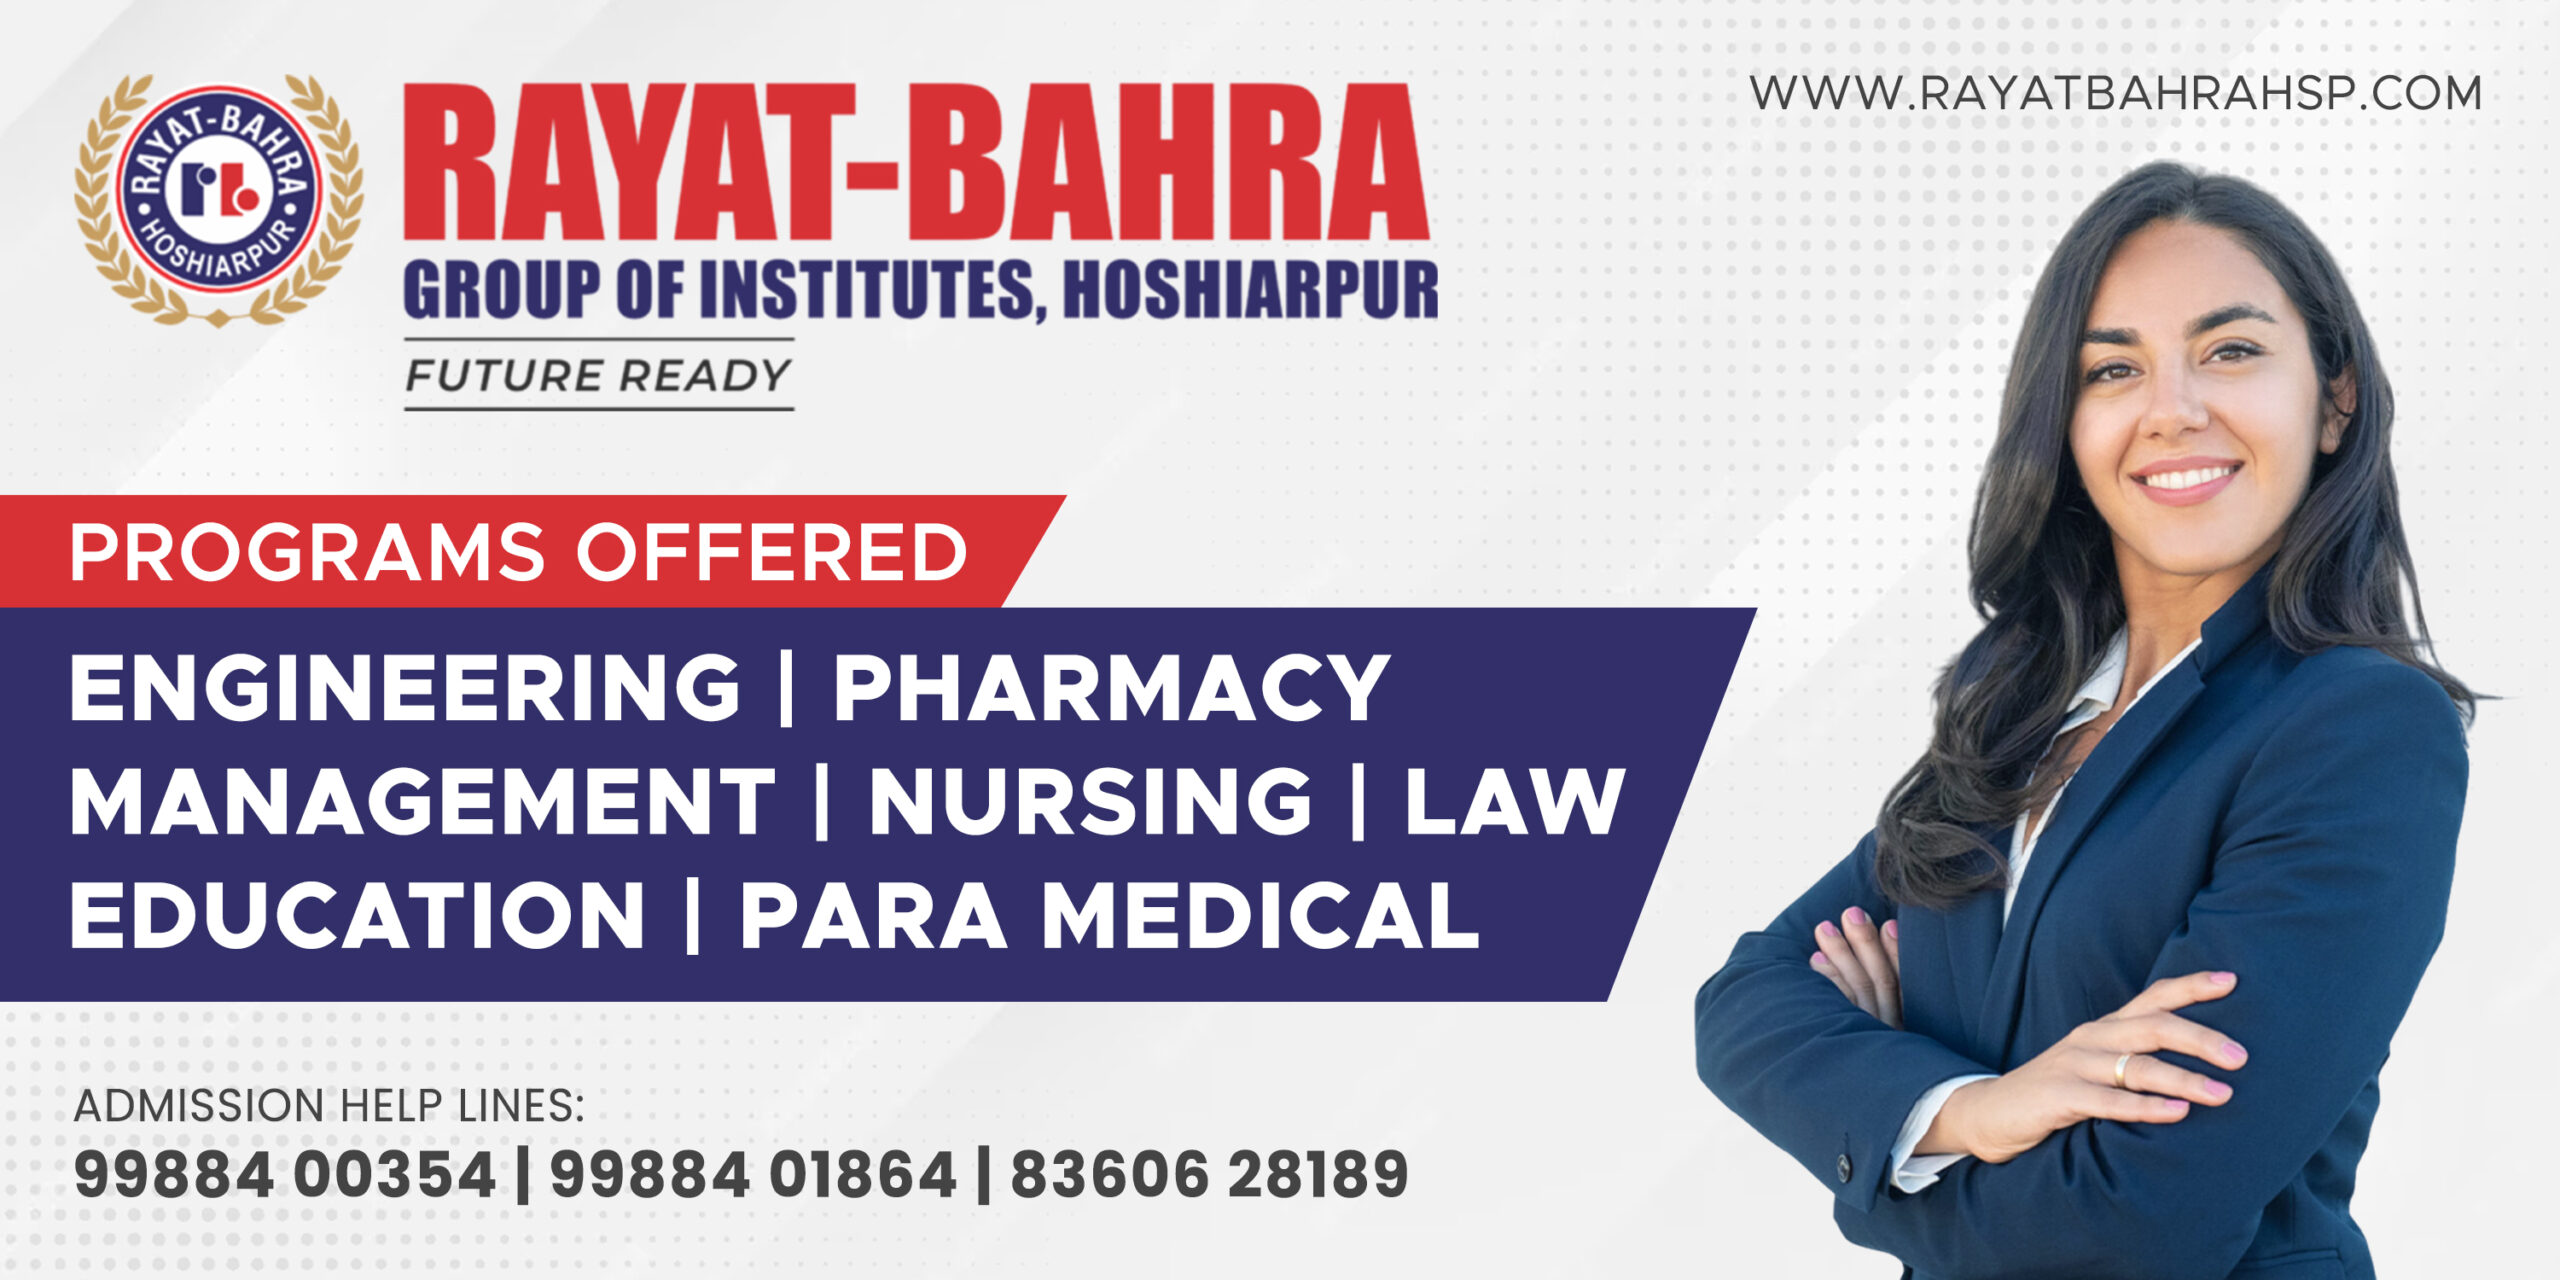 RAYAT-BAHRA
HOSHIARPUR
rb
RAYAT-BAHRA
GROUP OF INSTITUTES, HOSHIARPUR
FUTURE READY
WWW.RAYATBAHRAHSP.COM
PROGRAMS OFFERED
ENGINEERING | PHARMACY
MANAGEMENT | NURSING | LAW
EDUCATION | PARA MEDICAL
ADMISSION HELP LINES:
99884 00354 | 99884 01864 | 83606 28189